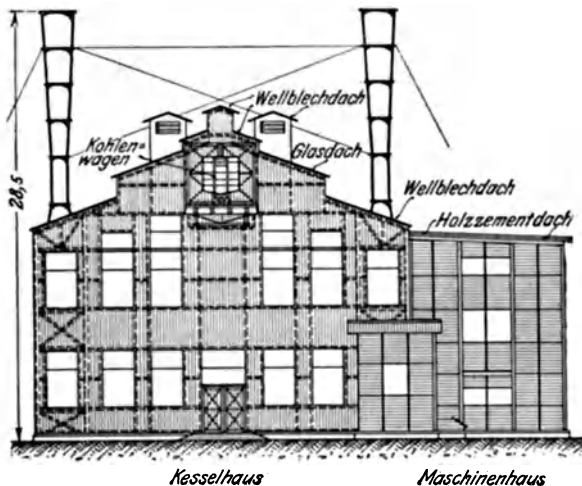 Wellblechdach
Kohlen=
wagen
Glasdach
28,5
Wellblechdach
Holzzementdach
Kesselhaus
Maschinenhaus